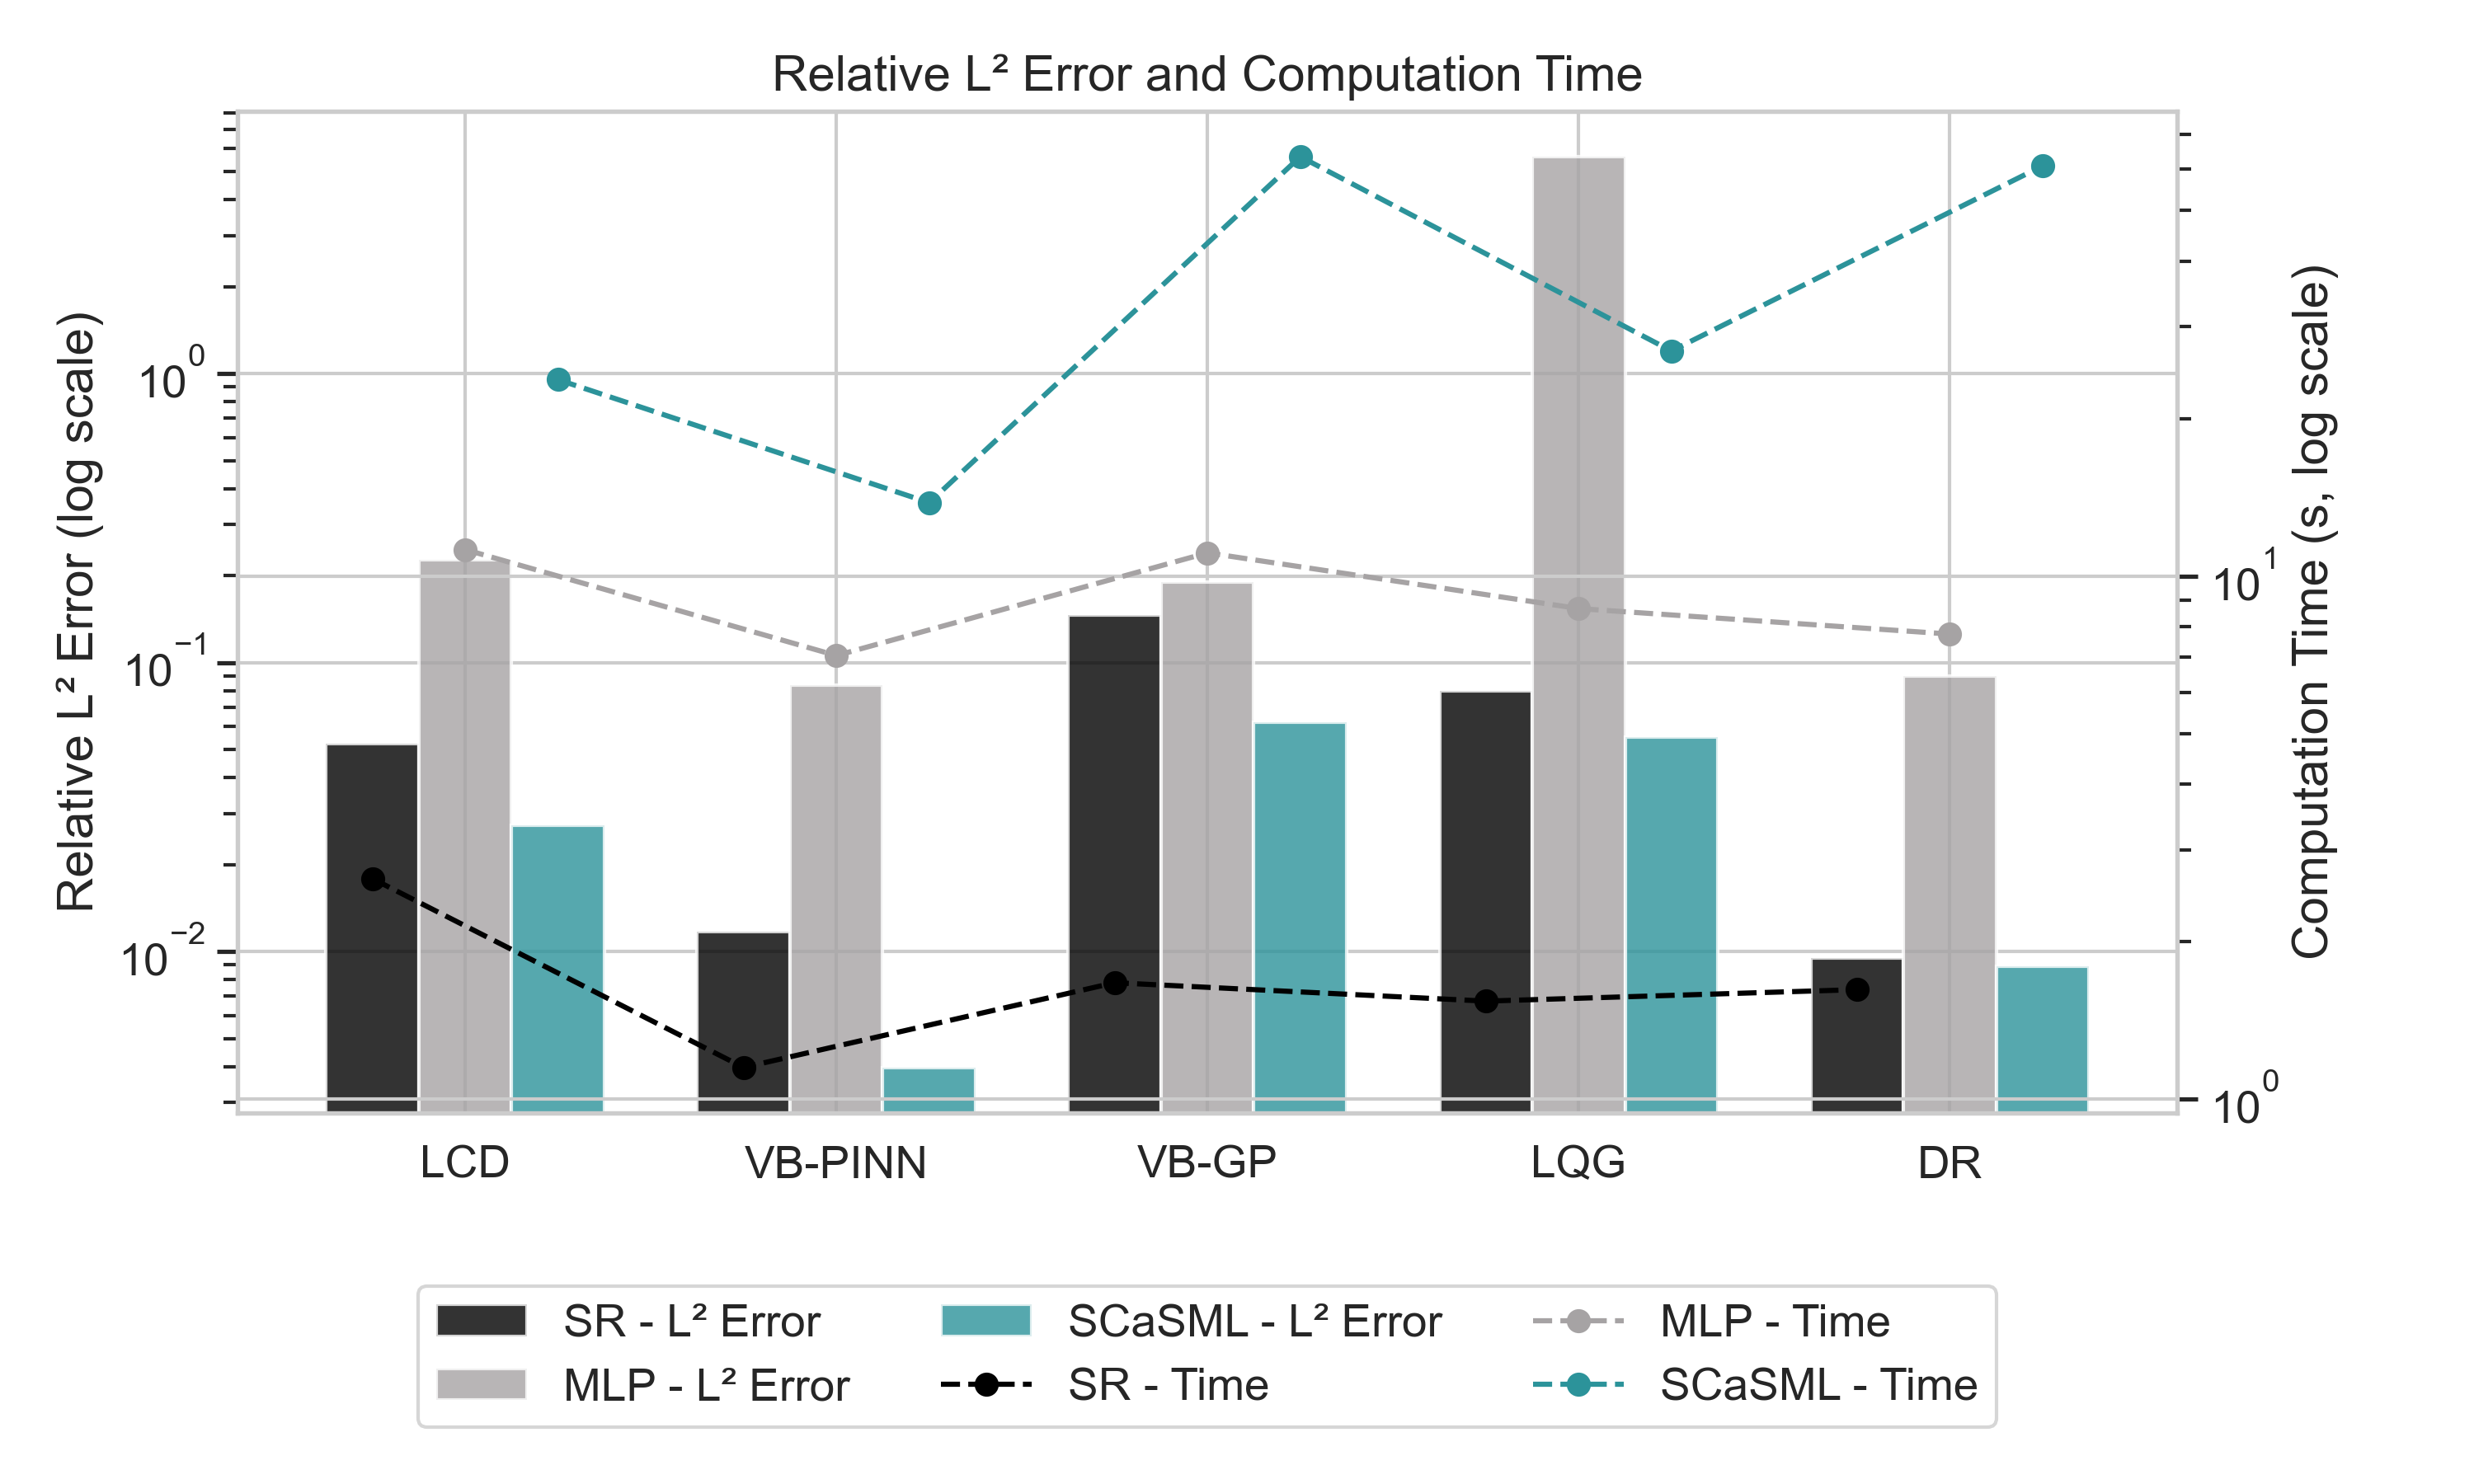 Relative L² Error and Computation Time
Relative L² Error (log scale)
10⁰
10⁻¹
10⁻²
Computation Time (s, log scale)
10¹
10⁰
LCD VB-PINN VB-GP LQG DR
SR - L² Error
MLP - L² Error
SCaSML - L² Error
SR - Time
MLP - Time
SCaSML - Time